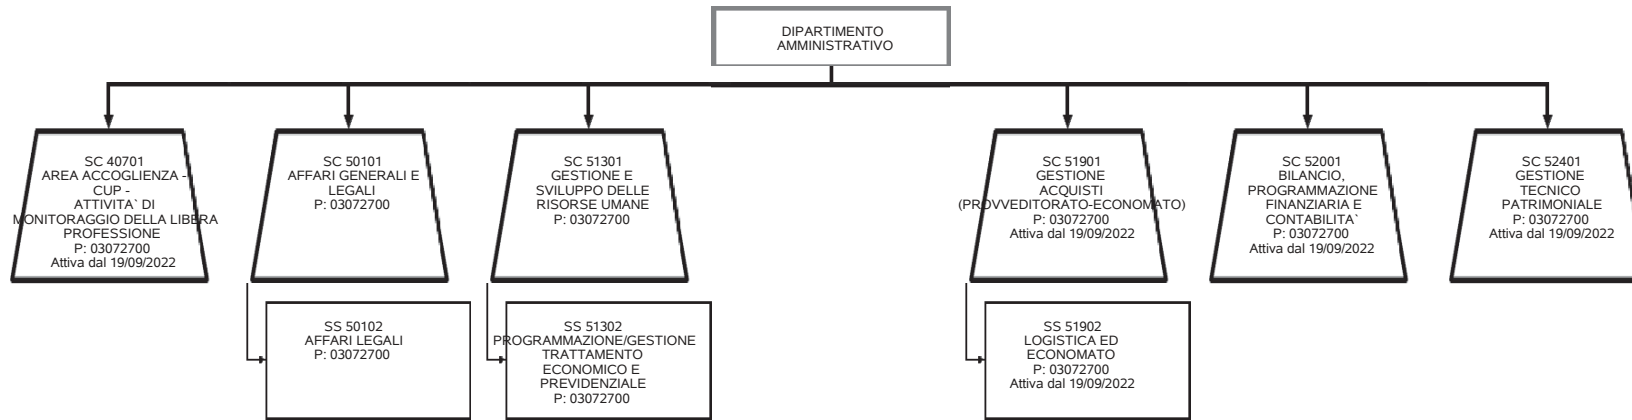 DIPARTIMENTO
AMMINISTRATIVO
SC 40701
AREA ACCOGLIENZA -
CUP -
ATTIVITA` DI
MONITORAGGIO DELLA LIBERA
PROFESSIONE
P: 03072700
Attiva dal 19/09/2022
SC 50101
AFFARI GENERALI E
LEGALI
P: 03072700
SC 51301
GESTIONE E
SVILUPPO DELLE
RISORSE UMANE
P: 03072700
SC 51901
GESTIONE
ACQUISTI
(PROVVEDITORATO-ECONOMATO)
P: 03072700
Attiva dal 19/09/2022
SC 52001
BILANCIO,
PROGRAMMAZIONE
FINANZIARIA E
CONTABILITA`
P: 03072700
Attiva dal 19/09/2022
SC 52401
GESTIONE
TECNICO
PATRIMONIALE
P: 03072700
Attiva dal 19/09/2022
SS 50102
AFFARI LEGALI
P: 03072700
SS 51302
PROGRAMMAZIONE/GESTIONE
TRATTAMENTO
ECONOMICO E
PREVIDENZIALE
P: 03072700
SS 51902
LOGISTICA ED
ECONOMATO
P: 03072700
Attiva dal 19/09/2022